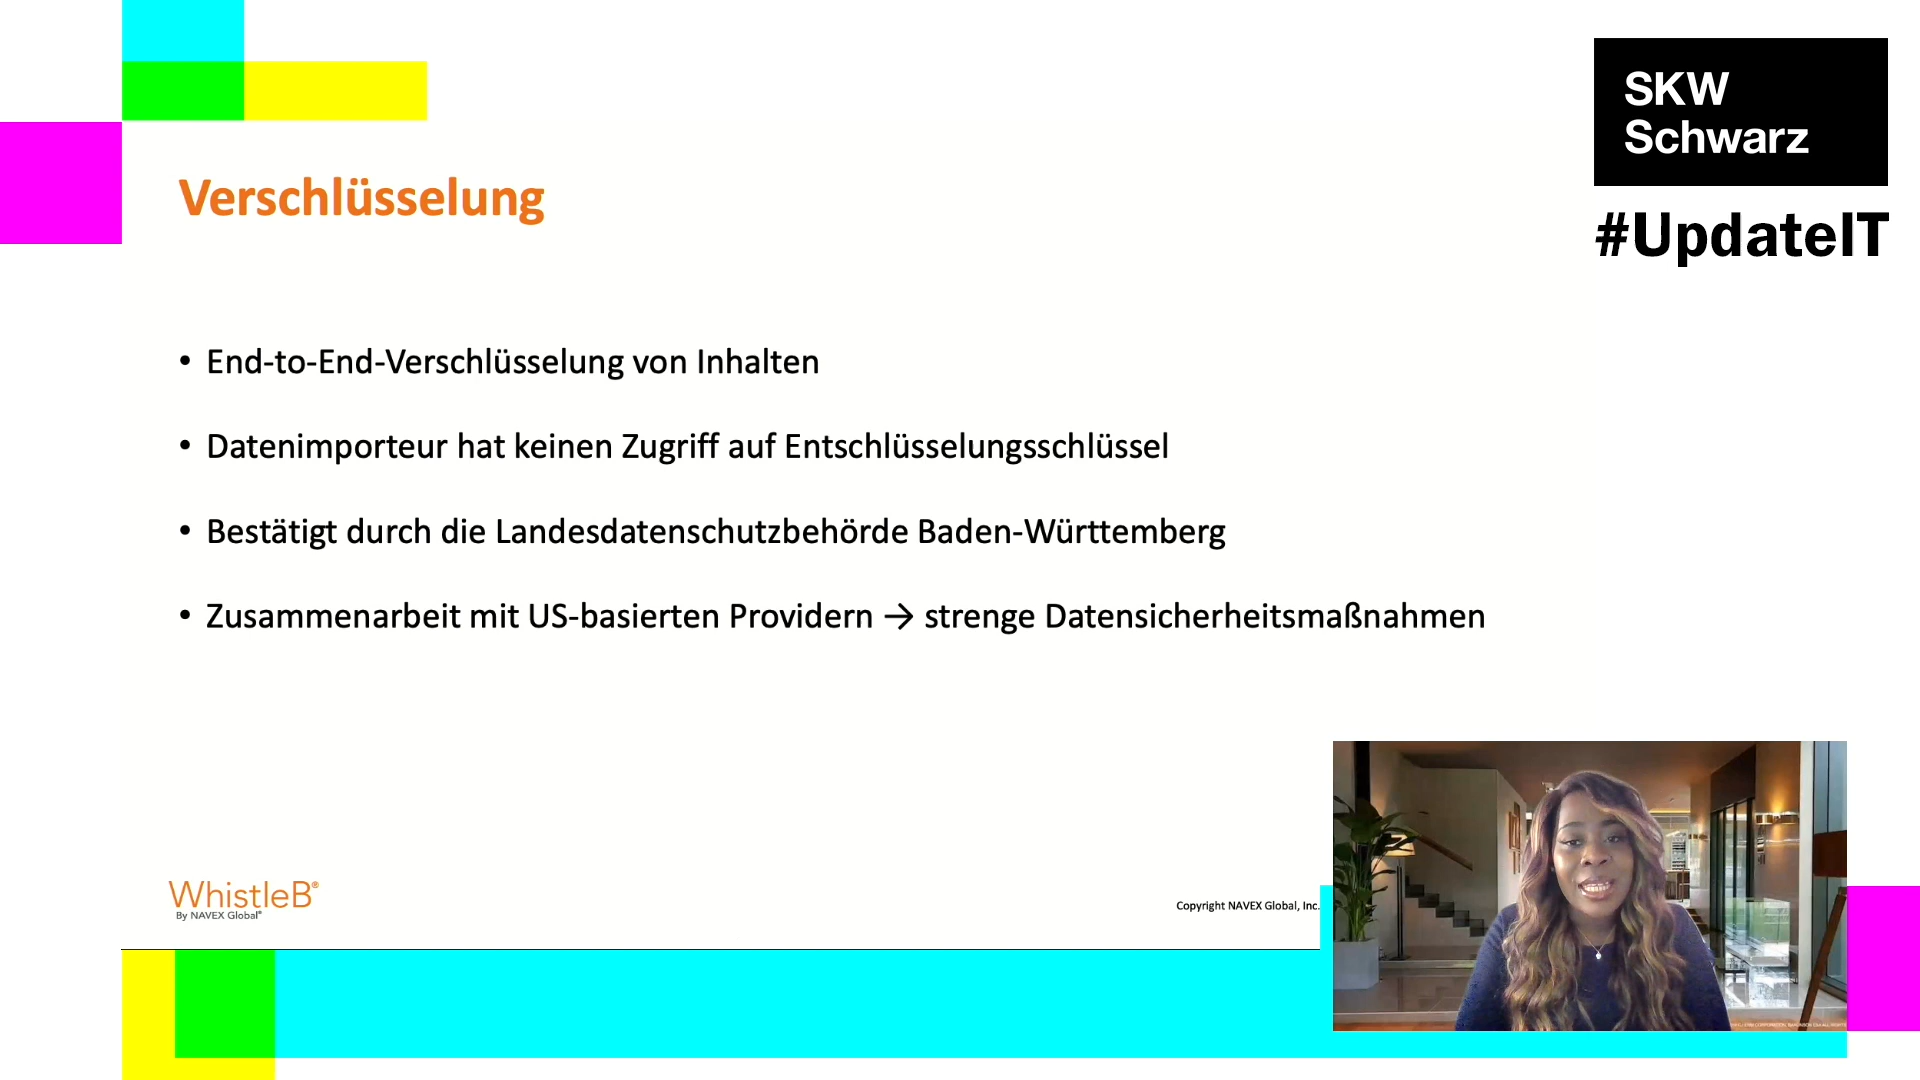 SKW
Schwarz
#UpdateIT
Verschlüsselung
• End-to-End-Verschlüsselung von Inhalten
• Datenimporteur hat keinen Zugriff auf Entschlüsselungsschlüssel
• Bestätigt durch die Landesdatenschutzbehörde Baden-Württemberg
• Zusammenarbeit mit US-basierten Providern → strenge Datensicherheitsmaßnahmen
WhistleB®
By NAVEX Global®
Copyright NAVEX Global, Inc.